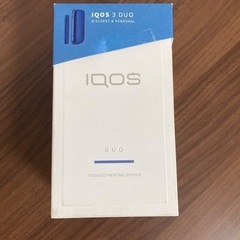 IQOS 3 DUO
DISCREET & PERSONAL
IQOS
DUO
TOBACCO HEATING SYSTEM